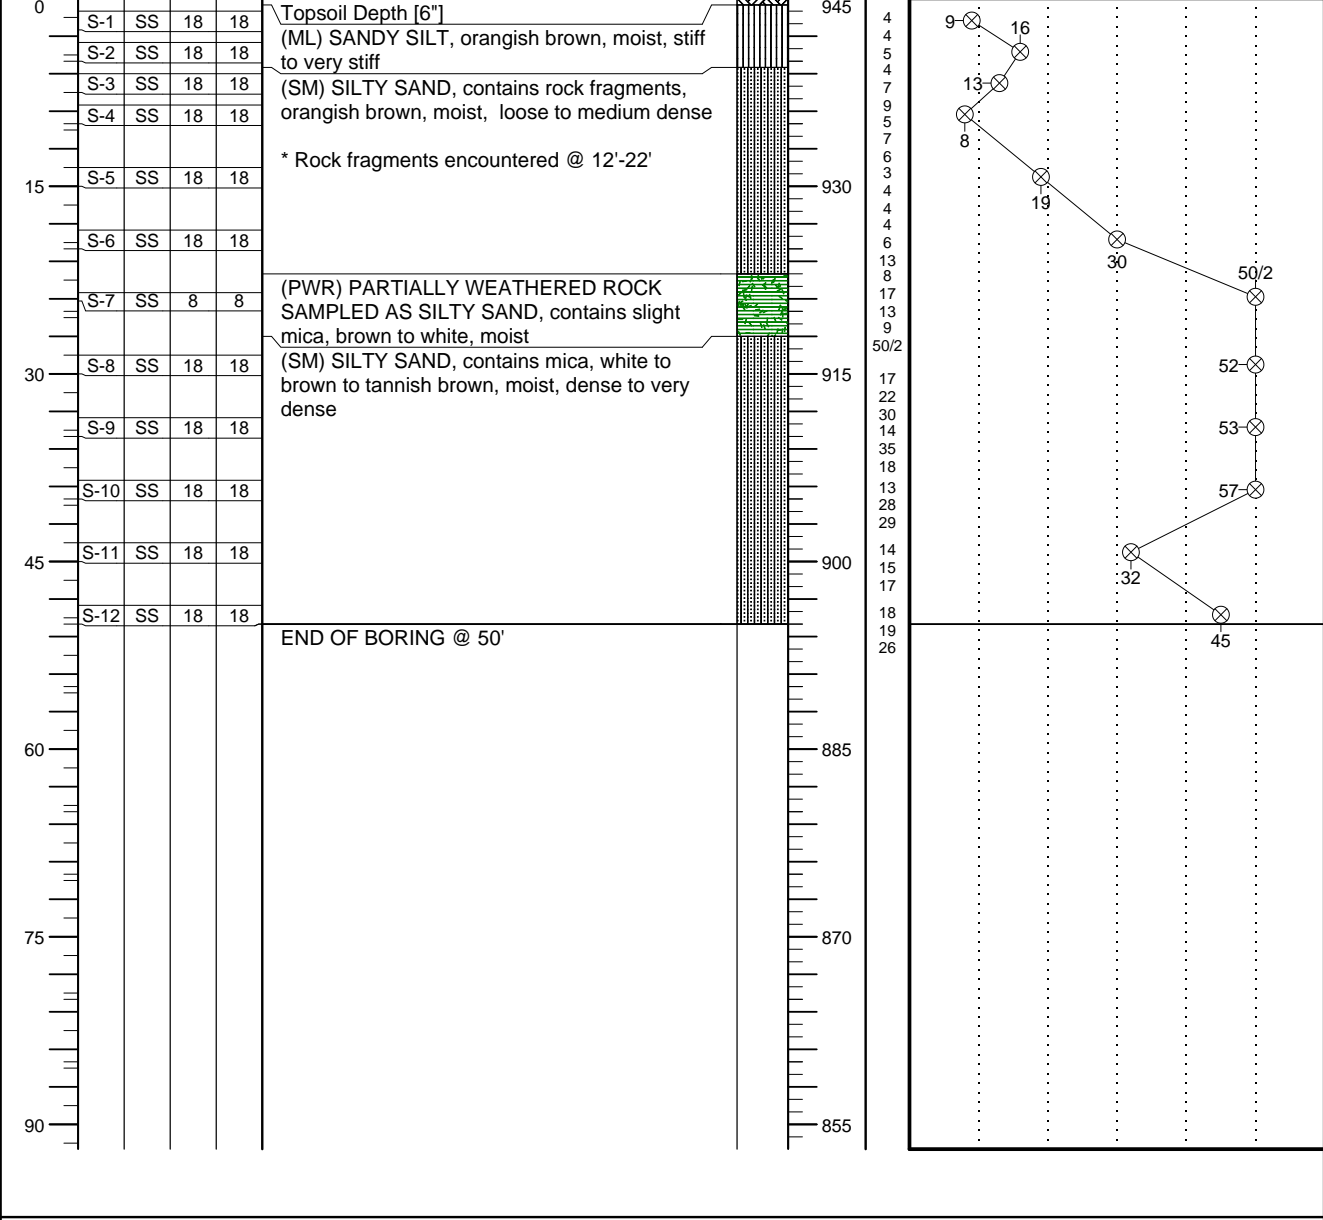 0 Topsoil Depth [6"] 945
S-1 SS 18 18 4 9
(ML) SANDY SILT, orangish brown, moist, stiff 4 16
S-2 SS 18 18 to very stiff 5
4
S-3 SS 18 18 (SM) SILTY SAND, contains rock fragments, 7 13
9
S-4 SS 18 18 orangish brown, moist, loose to medium dense 5
7 8
* Rock fragments encountered @ 12'-22' 6
3
S-5 SS 18 18
15 930 4
4 19
4
S-6 SS 18 18 6
13 30
8 50/2
(PWR) PARTIALLY WEATHERED ROCK 17
S-7 SS 8 8
SAMPLED AS SILTY SAND, contains slight 13
mica, brown to white, moist 9
50/2
S-8 SS 18 18 (SM) SILTY SAND, contains mica, white to 52
30 brown to tannish brown, moist, dense to very 915 17
22
dense 30
S-9 SS 18 18 14 53
35
18
S-10 SS 18 18 13 57
28
29
S-11 SS 18 18 14
45 900 15
17 32
S-12 SS 18 18 18
19
END OF BORING @ 50' 26 45
60 885
75 870
90 855